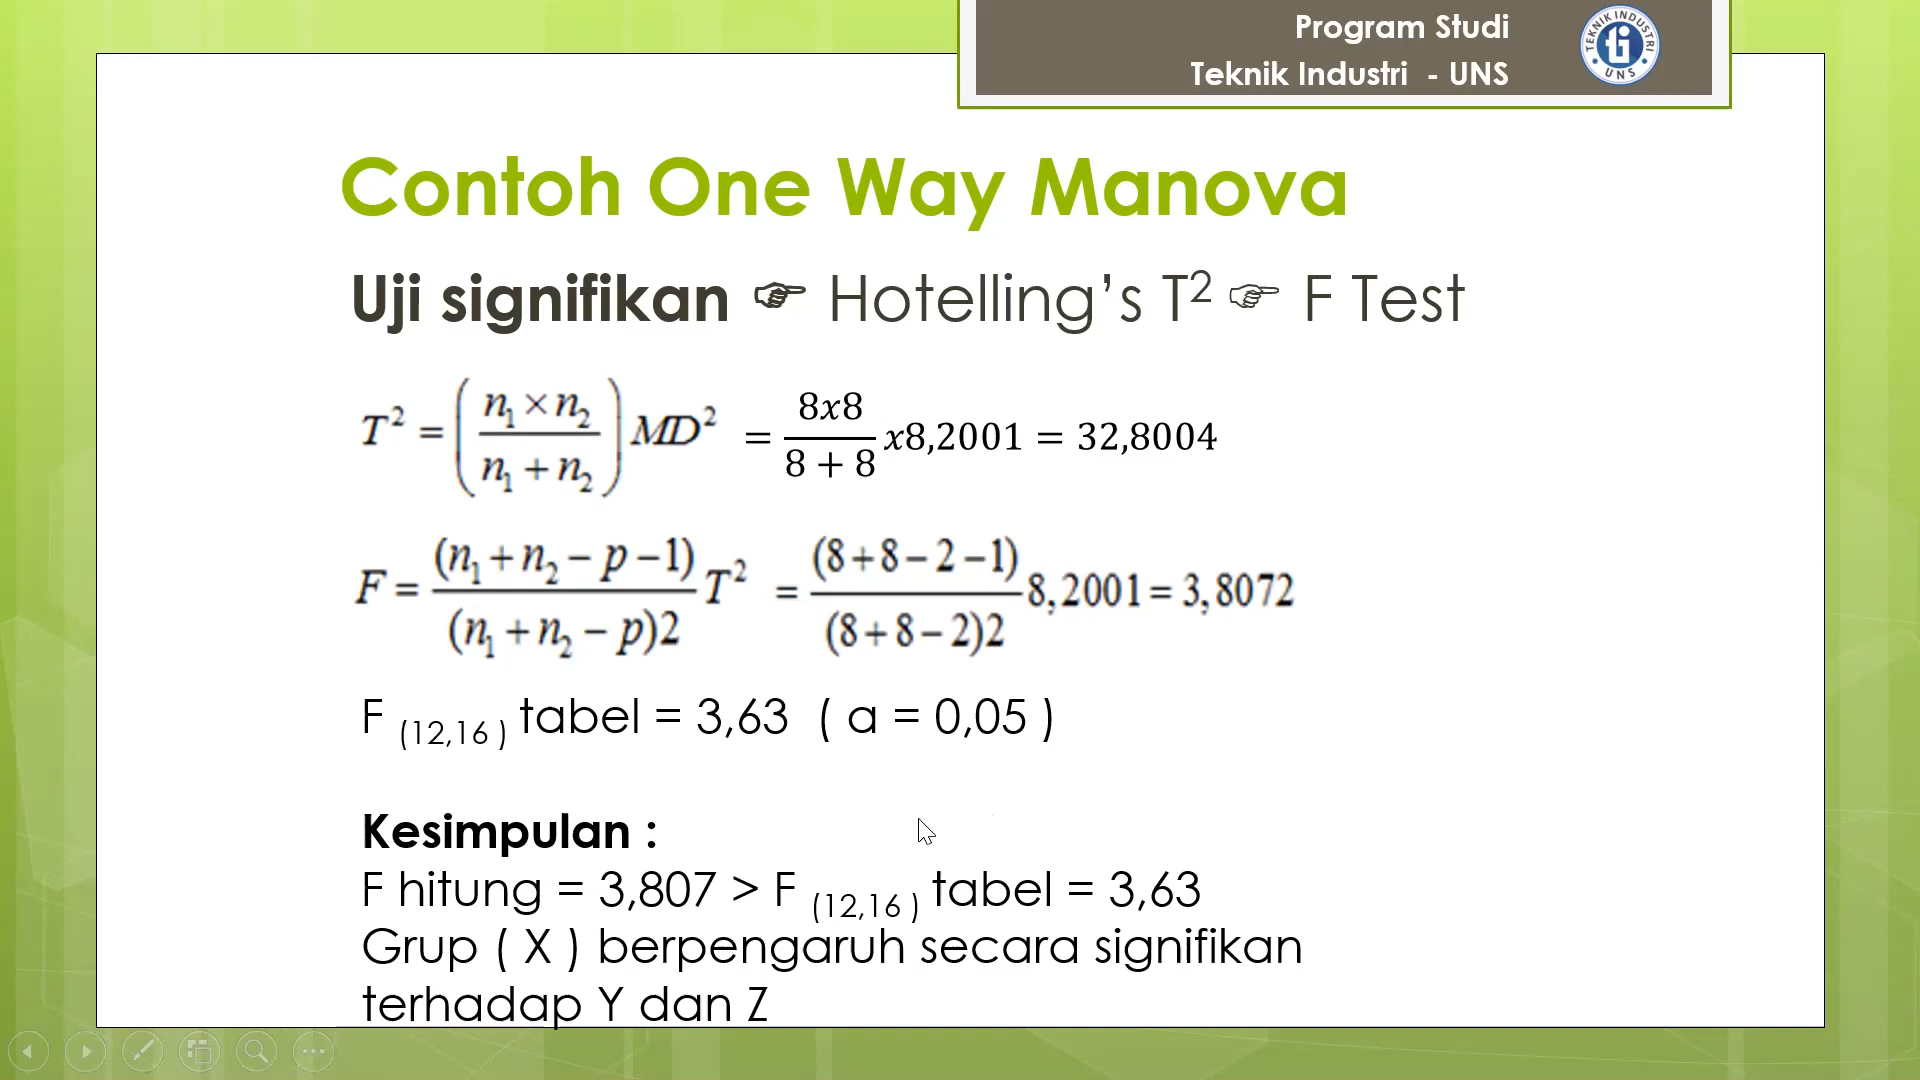 Program Studi
Teknik Industri - UNS
TEKNIK INDUSTRI
ti
UNS
Contoh One Way Manova
Uji signifikan ☞ Hotelling’s T² ☞ F Test
T² = (n₁ × n₂ / n₁ + n₂) MD² = 8x8 / 8 + 8 x8,2001 = 32,8004
F = (n₁ + n₂ − p − 1) / (n₁ + n₂ − p)2 T² = (8 + 8 − 2 − 1) / (8 + 8 − 2)2 8,2001 = 3,8072
F (12,16 ) tabel = 3,63 ( a = 0,05 )
Kesimpulan :
F hitung = 3,807 > F (12,16 ) tabel = 3,63
Grup ( X ) berpengaruh secara signifikan
terhadap Y dan Z